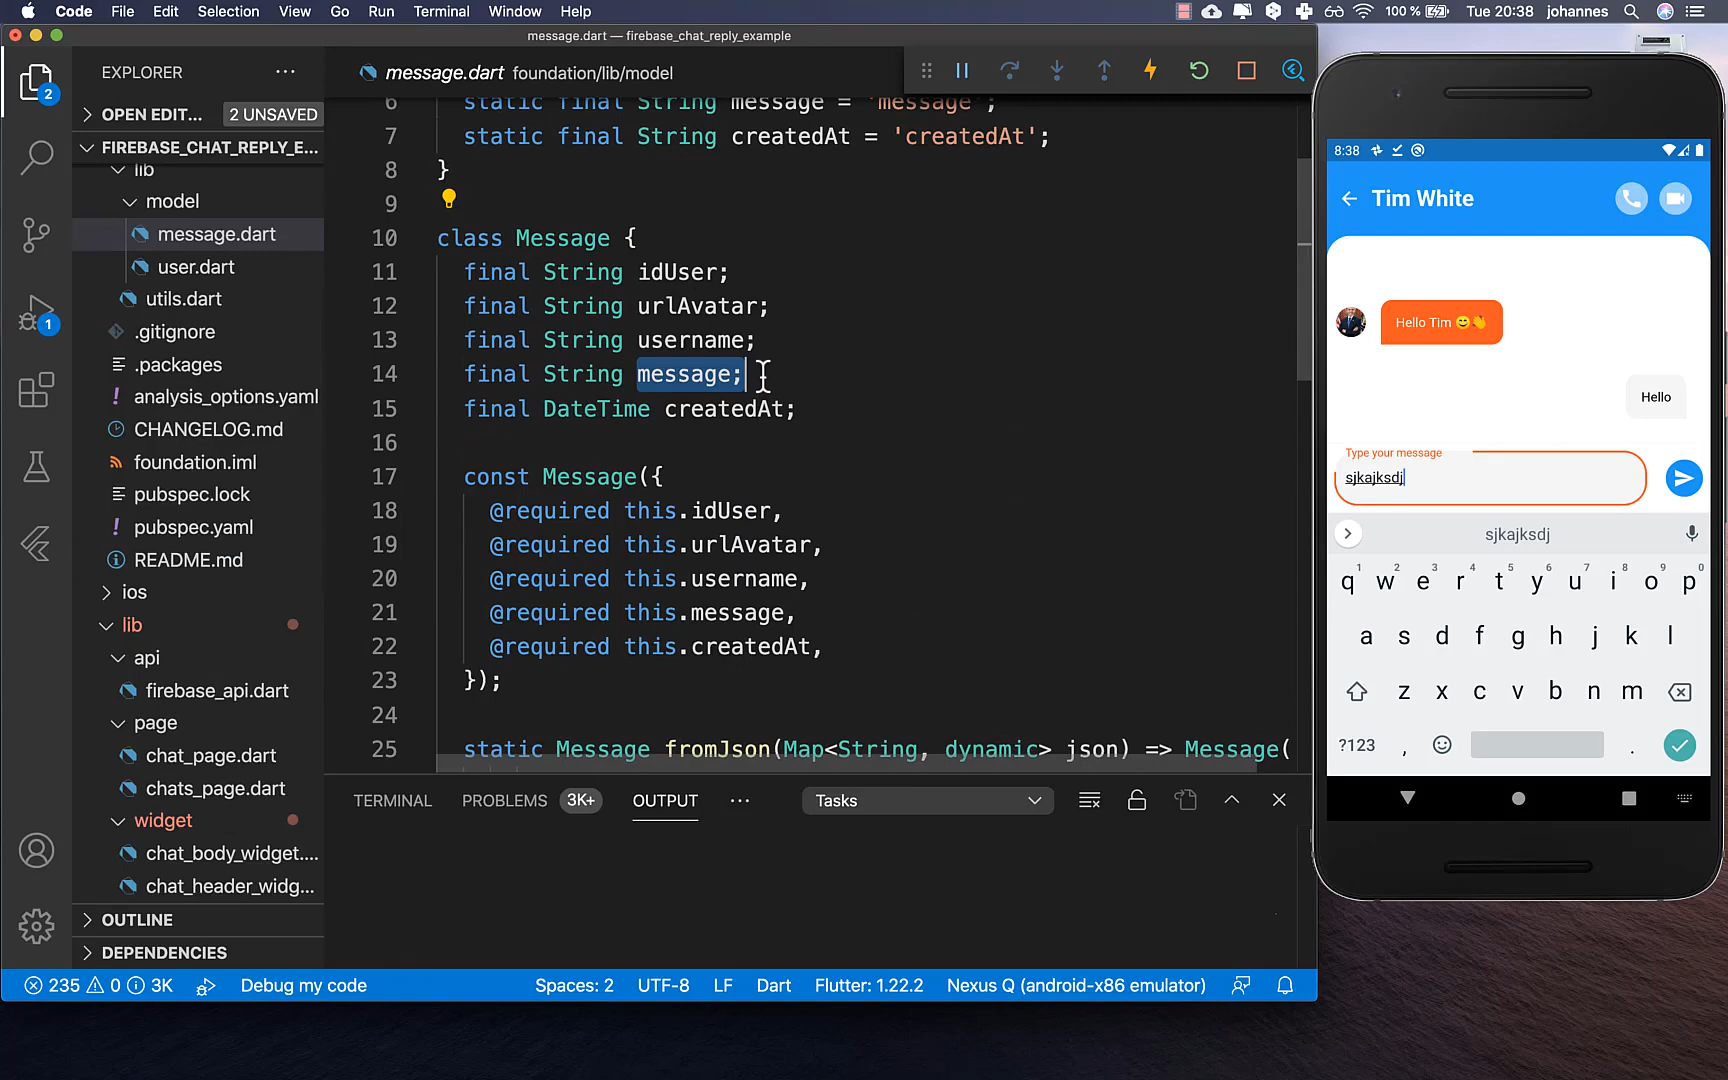 Code File Edit Selection View Go Run Terminal Window Help 100 % Tue 20:38 johannes
message.dart — firebase_chat_reply_example
EXPLORER
2
OPEN EDIT... 2 UNSAVED
FIREBASE_CHAT_REPLY_E...
lib
model
message.dart
user.dart
utils.dart
.gitignore
.packages
analysis_options.yaml
CHANGELOG.md
foundation.iml
pubspec.lock
pubspec.yaml
README.md
ios
lib
api
firebase_api.dart
page
chat_page.dart
chats_page.dart
widget
chat_body_widget....
chat_header_widg...
OUTLINE
DEPENDENCIES
1
message.dart foundation/lib/model
6 static final String message = 'message';
7 static final String createdAt = 'createdAt';
8 }
9
10 class Message {
11 final String idUser;
12 final String urlAvatar;
13 final String username;
14 final String message;
15 final DateTime createdAt;
16
17 const Message({
18 @required this.idUser,
19 @required this.urlAvatar,
20 @required this.username,
21 @required this.message,
22 @required this.createdAt,
23 });
24
25 static Message fromJson(Map<String, dynamic> json) => Message(
TERMINAL PROBLEMS 3K+ OUTPUT ... Tasks
235 0 3K Debug my code Spaces: 2 UTF-8 LF Dart Flutter: 1.22.2 Nexus Q (android-x86 emulator)
8:38
Tim White
Hello Tim 😊👏
Hello
Type your message
sjkajksdj
sjkajksdj
1 2 3 4 5 6 7 8 9 0
q w e r t y u i o p
a s d f g h j k l
z x c v b n m
?123 , .